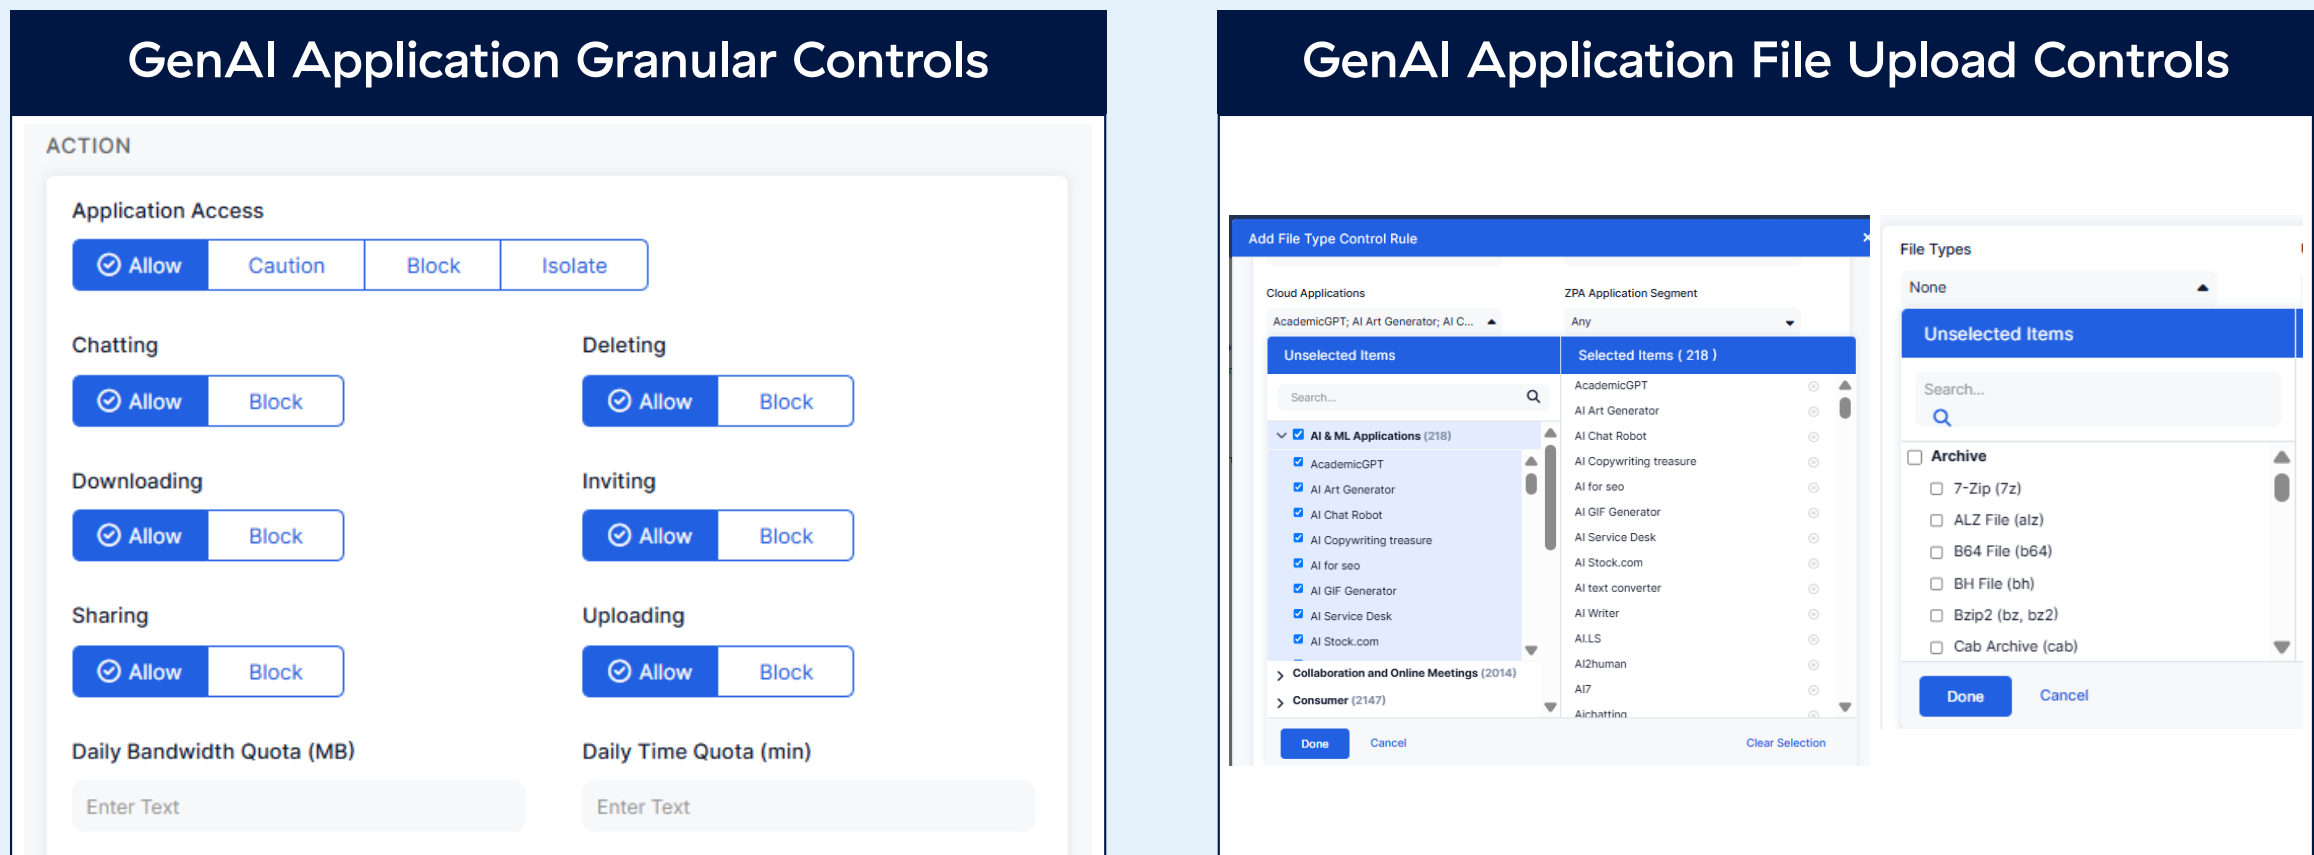 GenAI Application Granular Controls
ACTION
Application Access
Allow Caution Block Isolate
Chatting Deleting
Allow Block Allow Block
Downloading Inviting
Allow Block Allow Block
Sharing Uploading
Allow Block Allow Block
Daily Bandwidth Quota (MB) Daily Time Quota (min)
Enter Text Enter Text
GenAI Application File Upload Controls
Add File Type Control Rule
Cloud Applications ZPA Application Segment
AcademicGPT; AI Art Generator; AI C... Any
Unselected Items
Search...
AI & ML Applications (218)
AcademicGPT
AI Art Generator
AI Chat Robot
AI Copywriting treasure
AI for seo
AI GIF Generator
AI Service Desk
AI Stock.com
Collaboration and Online Meetings (2014)
Consumer (2147)
Selected Items ( 218 )
AcademicGPT
AI Art Generator
AI Chat Robot
AI Copywriting treasure
AI for seo
AI GIF Generator
AI Service Desk
AI Stock.com
AI text converter
AI Writer
AI.LS
AI2human
AI7
Aichatting
Done Cancel Clear Selection
File Types
None
Unselected Items
Search...
Archive
7-Zip (7z)
ALZ File (alz)
B64 File (b64)
BH File (bh)
Bzip2 (bz, bz2)
Cab Archive (cab)
Done Cancel